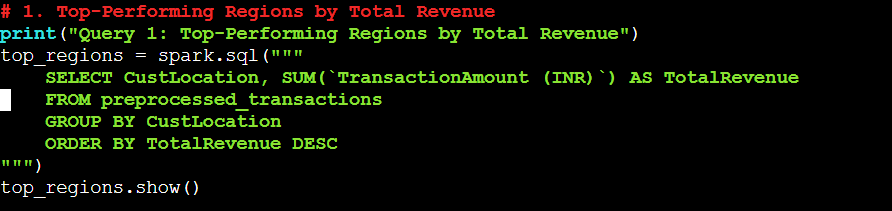 # 1. Top-Performing Regions by Total Revenue
print("Query 1: Top-Performing Regions by Total Revenue")
top_regions = spark.sql("""
    SELECT CustLocation, SUM(`TransactionAmount (INR)`) AS TotalRevenue
    FROM preprocessed_transactions
    GROUP BY CustLocation
    ORDER BY TotalRevenue DESC
""")
top_regions.show()